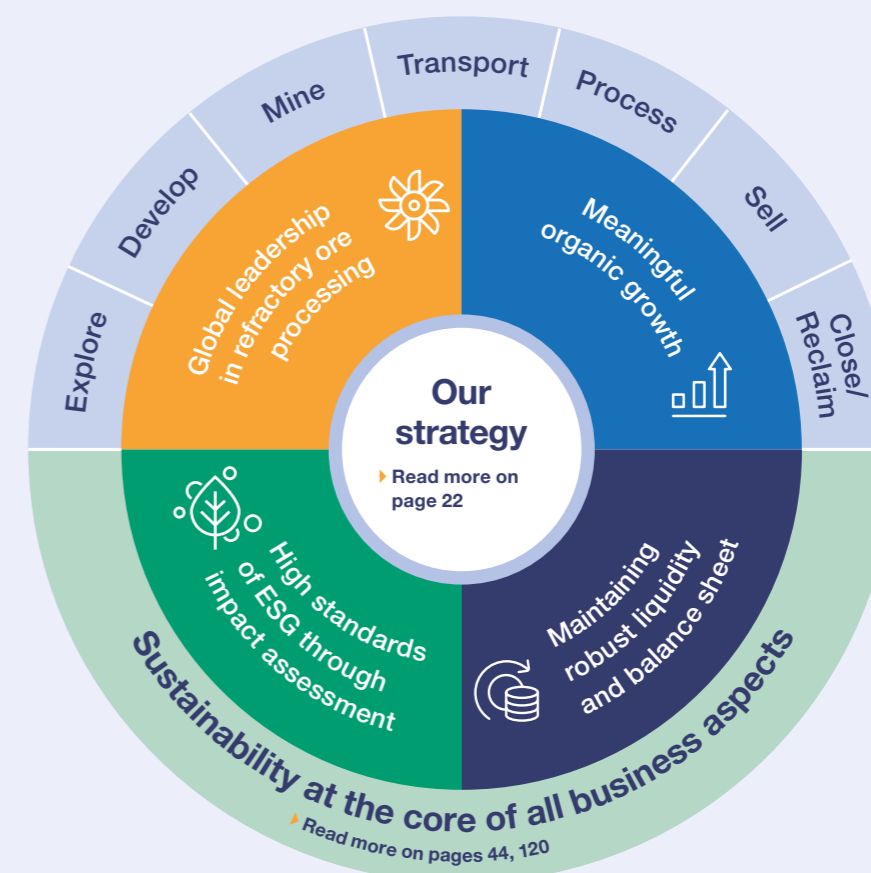 Explore
Develop
Mine
Transport
Process
Sell
Close/
Reclaim
Global leadership
in refractory ore
processing
Meaningful
organic growth
Our
strategy
Read more on
page 22
High standards
of ESG through
impact assessment
Maintaining
robust liquidity
and balance sheet
Sustainability at the core of all business aspects
Read more on pages 44, 120